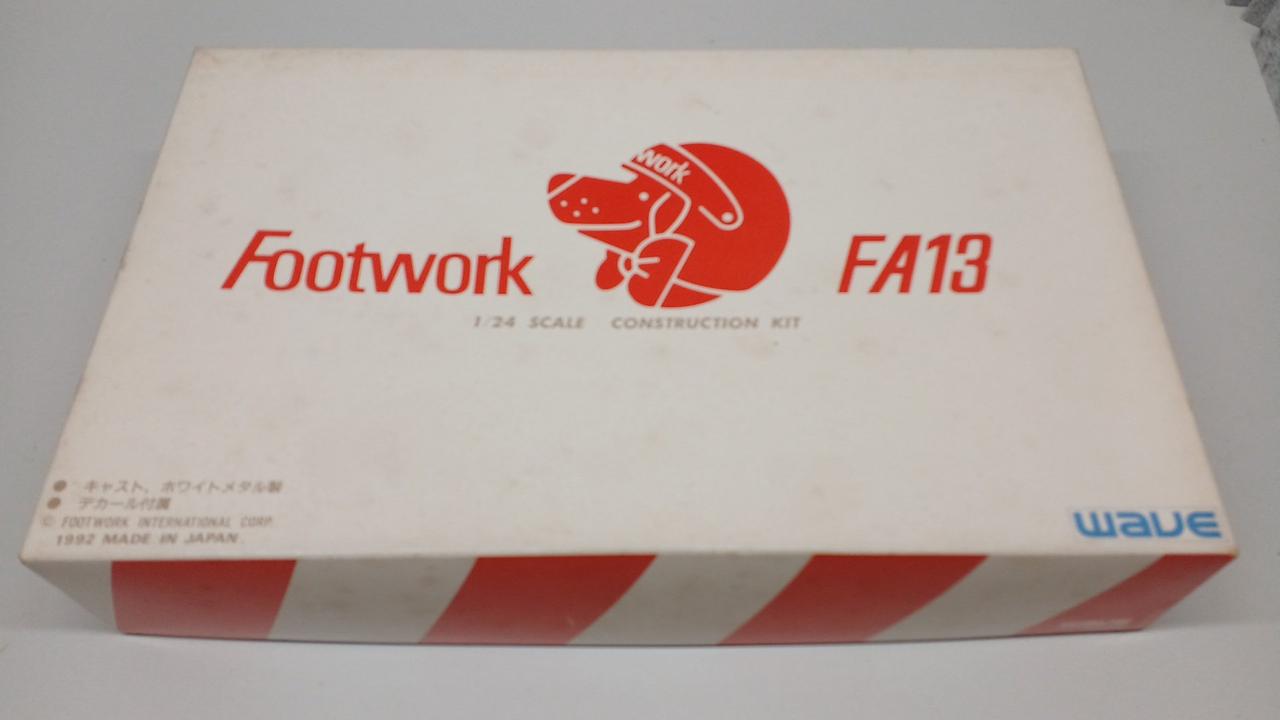 work
Footwork
FA13
1/24 SCALE CONSTRUCTION KIT
● キャスト、ホワイトメタル製
● デカール付属
© FOOTWORK INTERNATIONAL CORP.
1992 MADE IN JAPAN.
wave